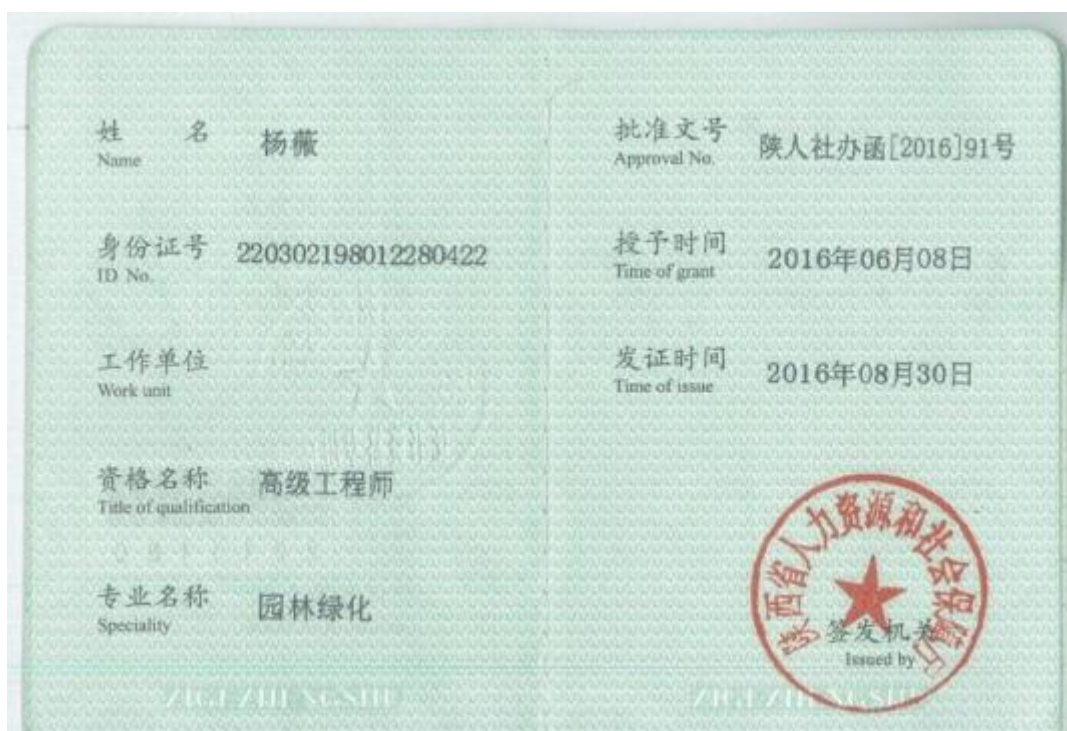 姓 名 杨薇
Name
身份证号 220302198012280422
ID No.
工作单位
Work unit
资格名称 高级工程师
Title of qualification
专业名称 园林绿化
Speciality
ZIGEZHENGSHU
批准文号 陕人社办函[2016]91号
Approval No.
授予时间 2016年06月08日
Time of grant
发证时间 2016年08月30日
Time of issue
陕西省人力资源和社会保障厅
签发机关
Issued by
ZIGEZHENGSHU